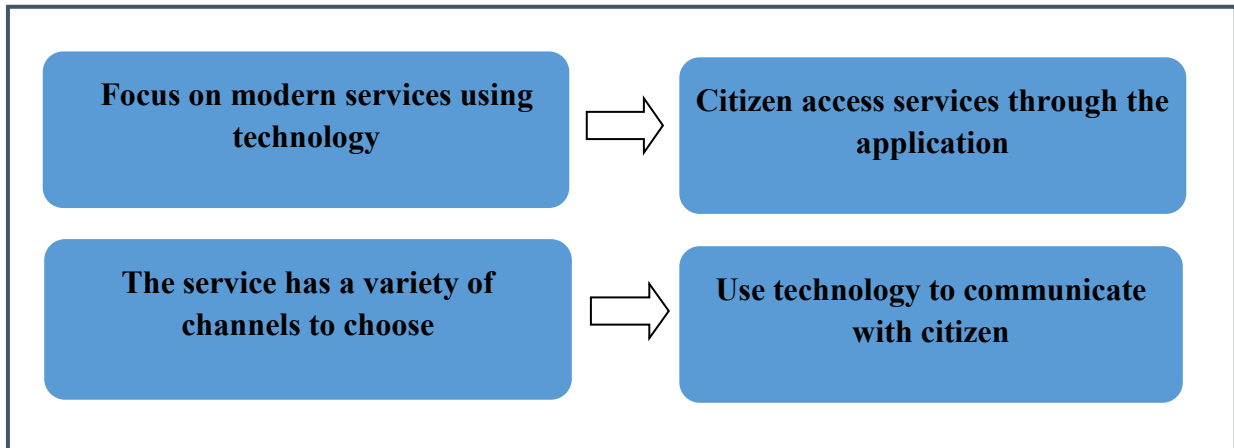 Focus on modern services using
technology
Citizen access services through the
application
The service has a variety of
channels to choose
Use technology to communicate
with citizen